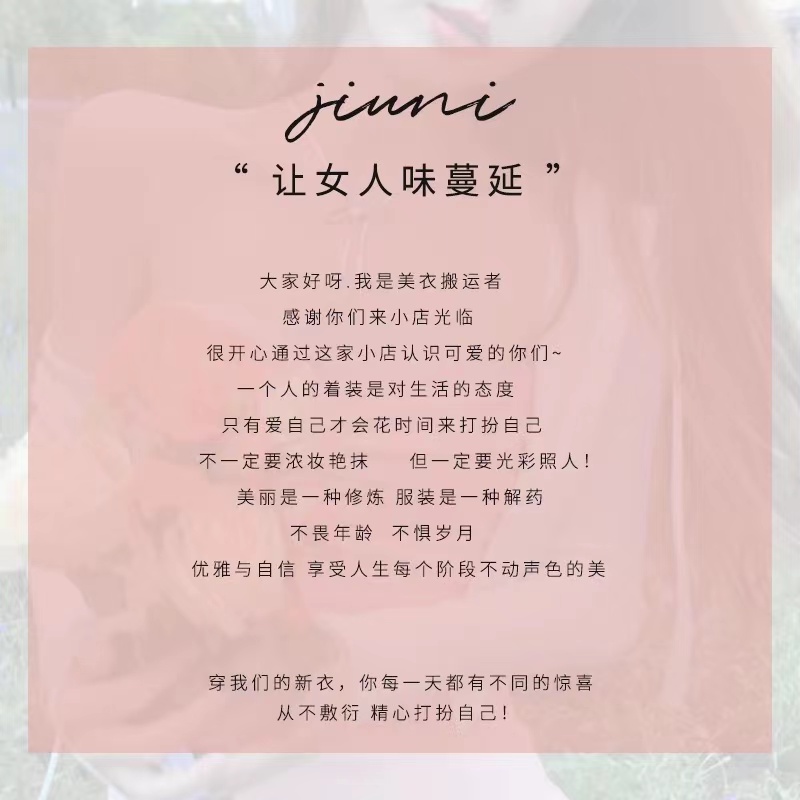 jiuni
“ 让女人味蔓延 ”
大家好呀.我是美衣搬运者
感谢你们来小店光临
很开心通过这家小店认识可爱的你们~
一个人的着装是对生活的态度
只有爱自己才会花时间来打扮自己
不一定要浓妆艳抹 但一定要光彩照人!
美丽是一种修炼 服装是一种解药
不畏年龄 不惧岁月
优雅与自信 享受人生每个阶段不动声色的美
穿我们的新衣，你每一天都有不同的惊喜
从不敷衍 精心打扮自己!